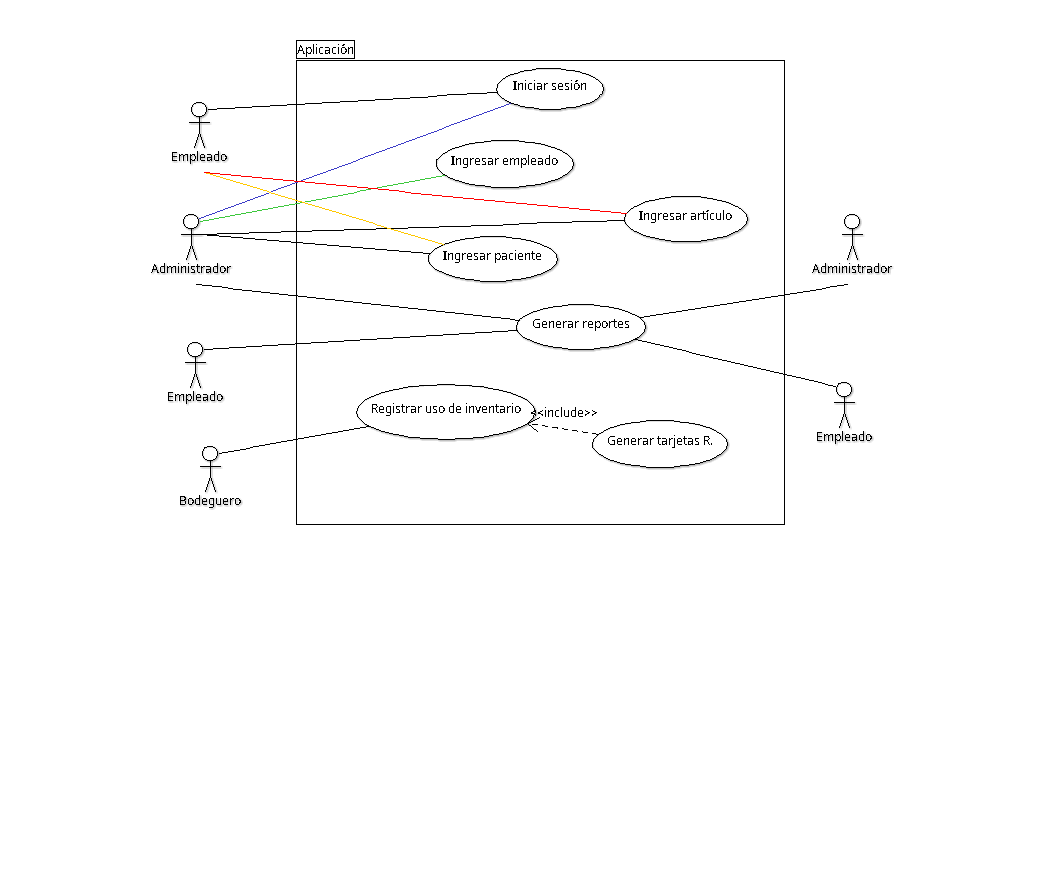 Aplicación
Iniciar sesión
Empleado
Ingresar empleado
Ingresar artículo
Administrador
Ingresar paciente
Administrador
Generar reportes
Empleado
Registrar uso de inventario
<<include>>
Generar tarjetas R.
Empleado
Bodeguero